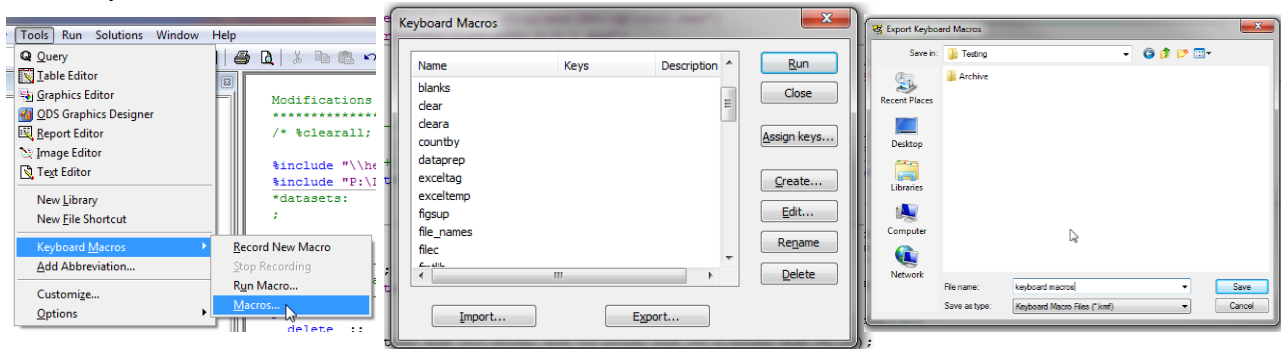 Tools Run Solutions Window Help
Query
Table Editor
Graphics Editor
ODS Graphics Designer
Report Editor
Image Editor
Text Editor
New Library
New File Shortcut
Keyboard Macros
Add Abbreviation...
Customize...
Options
Record New Macro
Stop Recording
Run Macro...
Macros...
Modifications
**************
/* %clearall;
%include "\\he
%include "P:\
*datasets:
;
delete ::
Keyboard Macros
Name Keys Description
blanks
clear
cleara
countby
dataprep
exceltag
exceltemp
figsup
file_names
filec
Run
Close
Assign keys...
Create...
Edit...
Rename
Delete
Import... Export...
Export Keyboard Macros
Save in: Testing
Archive
Recent Places
Desktop
Libraries
Computer
Network
File name: keyboard macros Save
Save as type: Keyboard Macro Files (*.kmf) Cancel